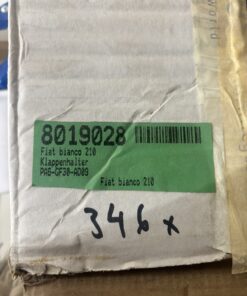 8019028
Fiat bianco 210
Klappenhalter
PA6-GF30-AD09
Fiat bianco 210
346x